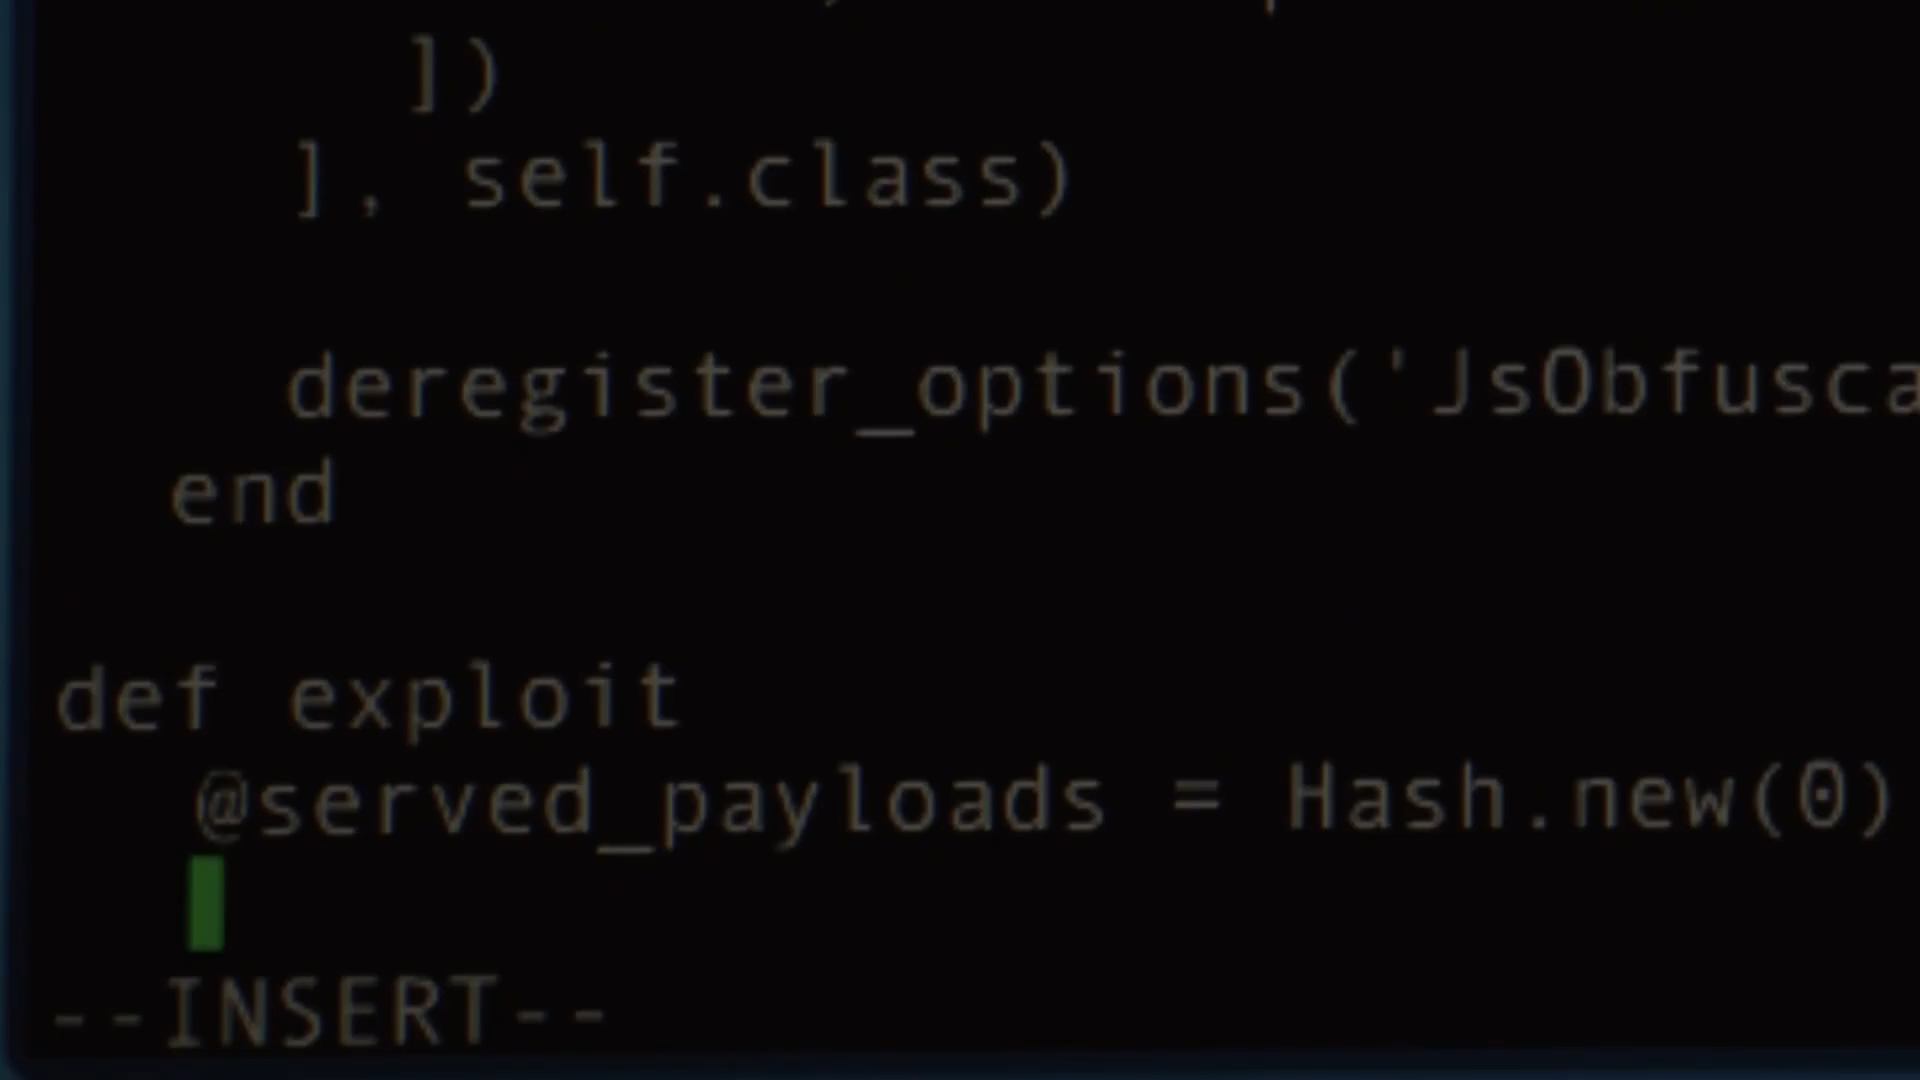 ])
], self.class)
deregister_options('JsObfusca
end
def exploit
@served_payloads = Hash.new(0)
--INSERT--